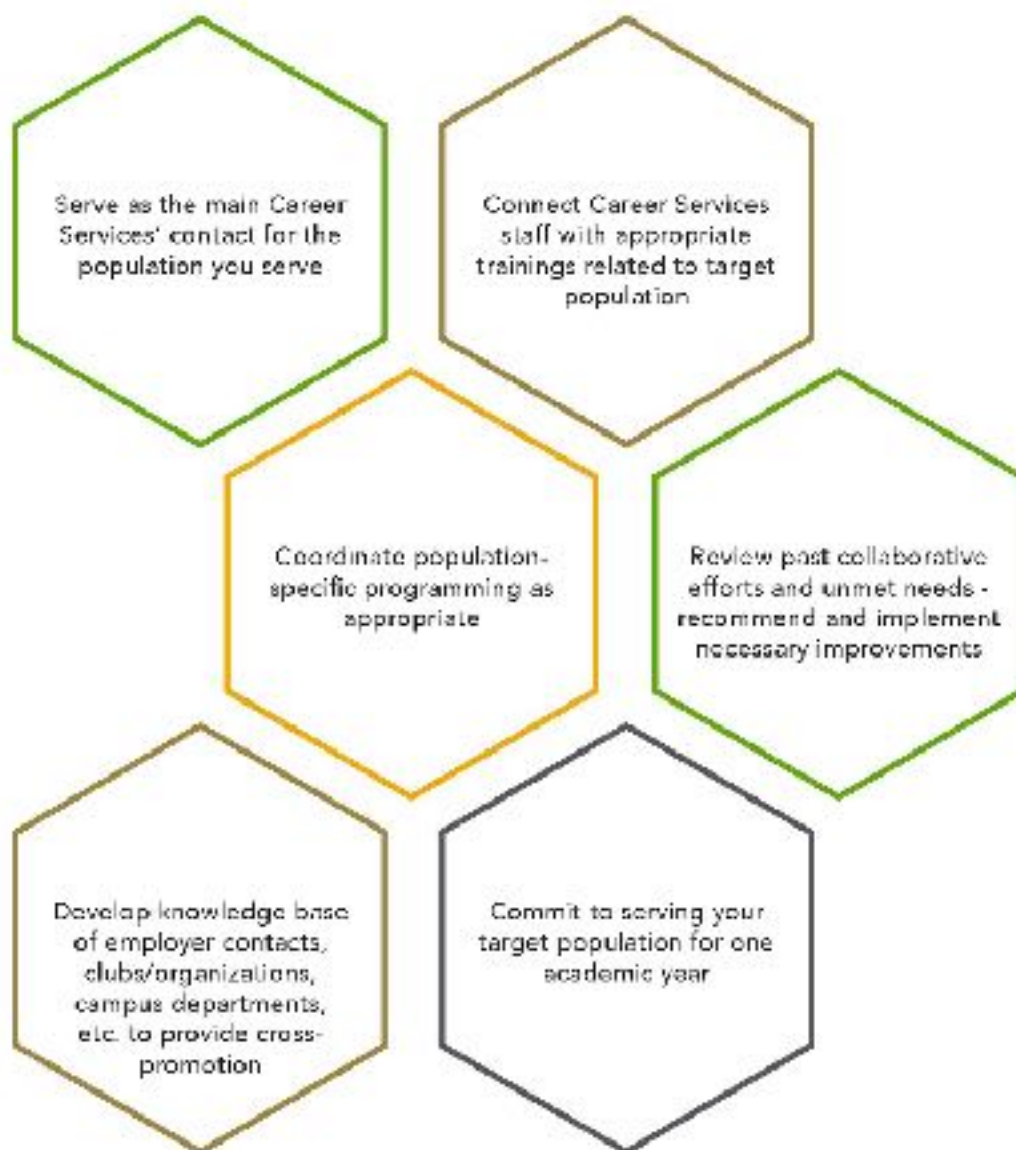 Serve as the main Career
Services' contact for the
population you serve
Connect Career Services
staff with appropriate
trainings related to target
population
Coordinate population-
specific programming as
appropriate
Review past collaborative
efforts and unmet needs -
recommend and implement
necessary improvements
Develop knowledge base
of employer contacts,
clubs/organizations,
campus departments,
etc. to provide cross-
promotion
Commit to serving your
target population for one
academic year